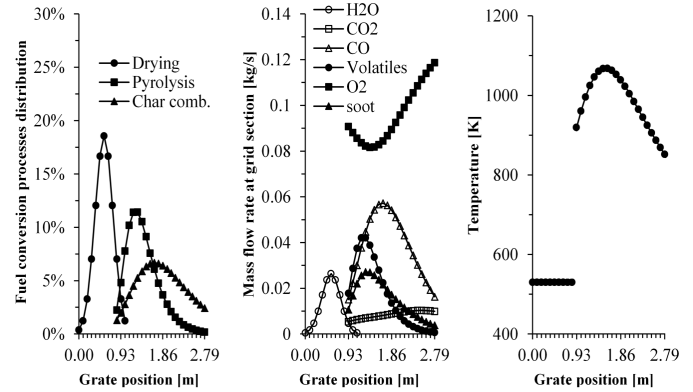 Fuel conversion processes distribution
30%
25%
20%
15%
10%
5%
0%
Drying
Pyrolysis
Char comb.
0.00 0.93 1.86 2.79
Grate position [m]
Mass flow rate at grid section [kg/s]
0.14
0.12
0.1
0.08
0.06
0.04
0.02
0
H2O
CO2
CO
Volatiles
O2
soot
0.00 0.93 1.86 2.79
Grate position [m]
Temperature [K]
1200
1000
800
600
400
0.00 0.93 1.86 2.79
Grate position [m]